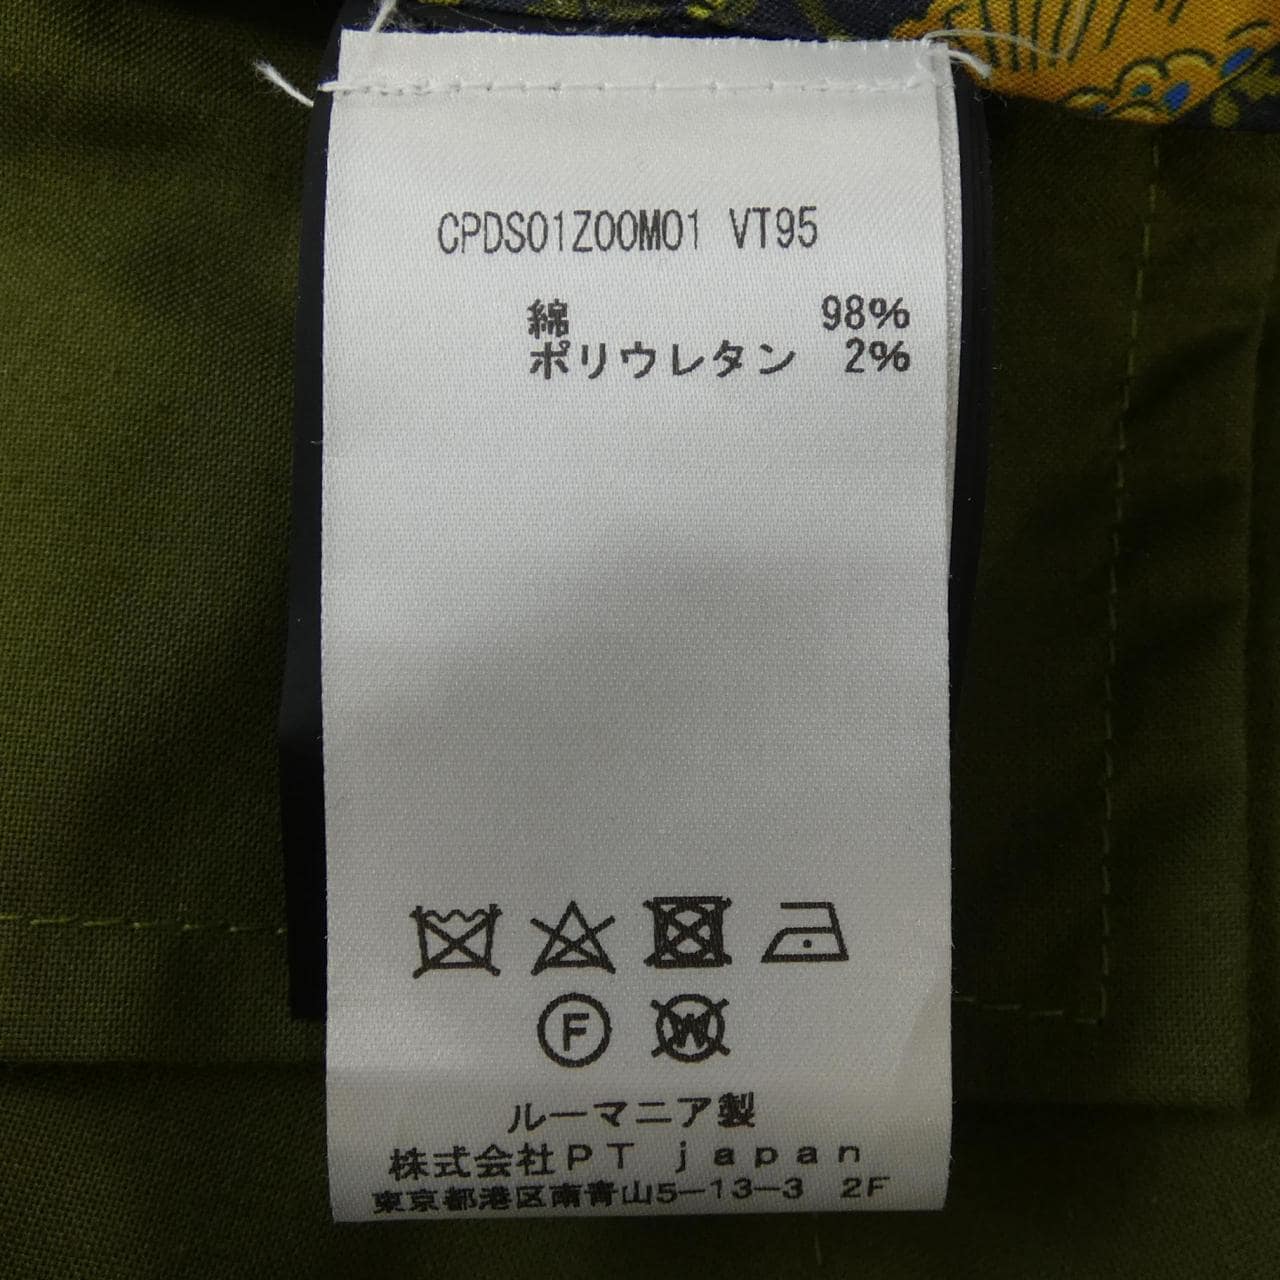 CPDS01Z00M01 VT95
綿 98%
ポリウレタン 2%
F W
ルーマニア製
株式会社PT japan
東京都港区南青山5-13-3 2F